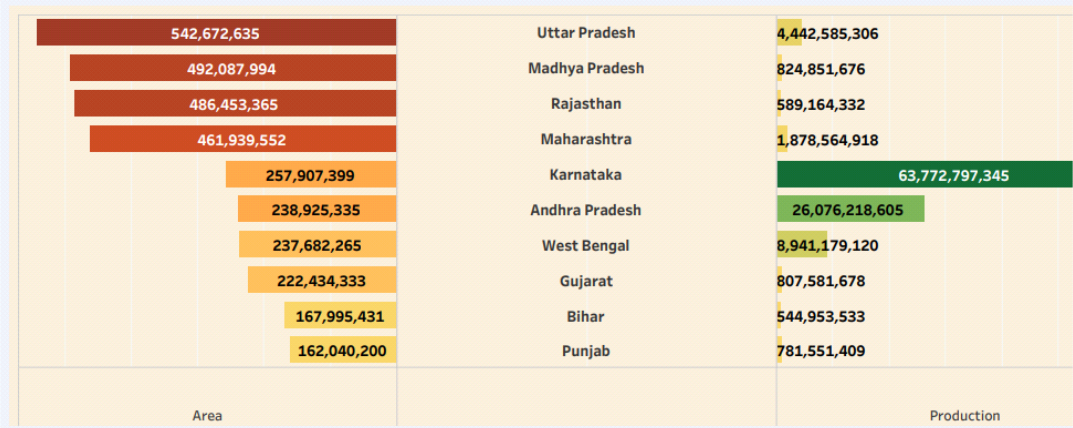 542,672,635 Uttar Pradesh 4,442,585,306
492,087,994 Madhya Pradesh 824,851,676
486,453,365 Rajasthan 589,164,332
461,939,552 Maharashtra 1,878,564,918
257,907,399 Karnataka 63,772,797,345
238,925,335 Andhra Pradesh 26,076,218,605
237,682,265 West Bengal 8,941,179,120
222,434,333 Gujarat 807,581,678
167,995,431 Bihar 544,953,533
162,040,200 Punjab 781,551,409
Area Production